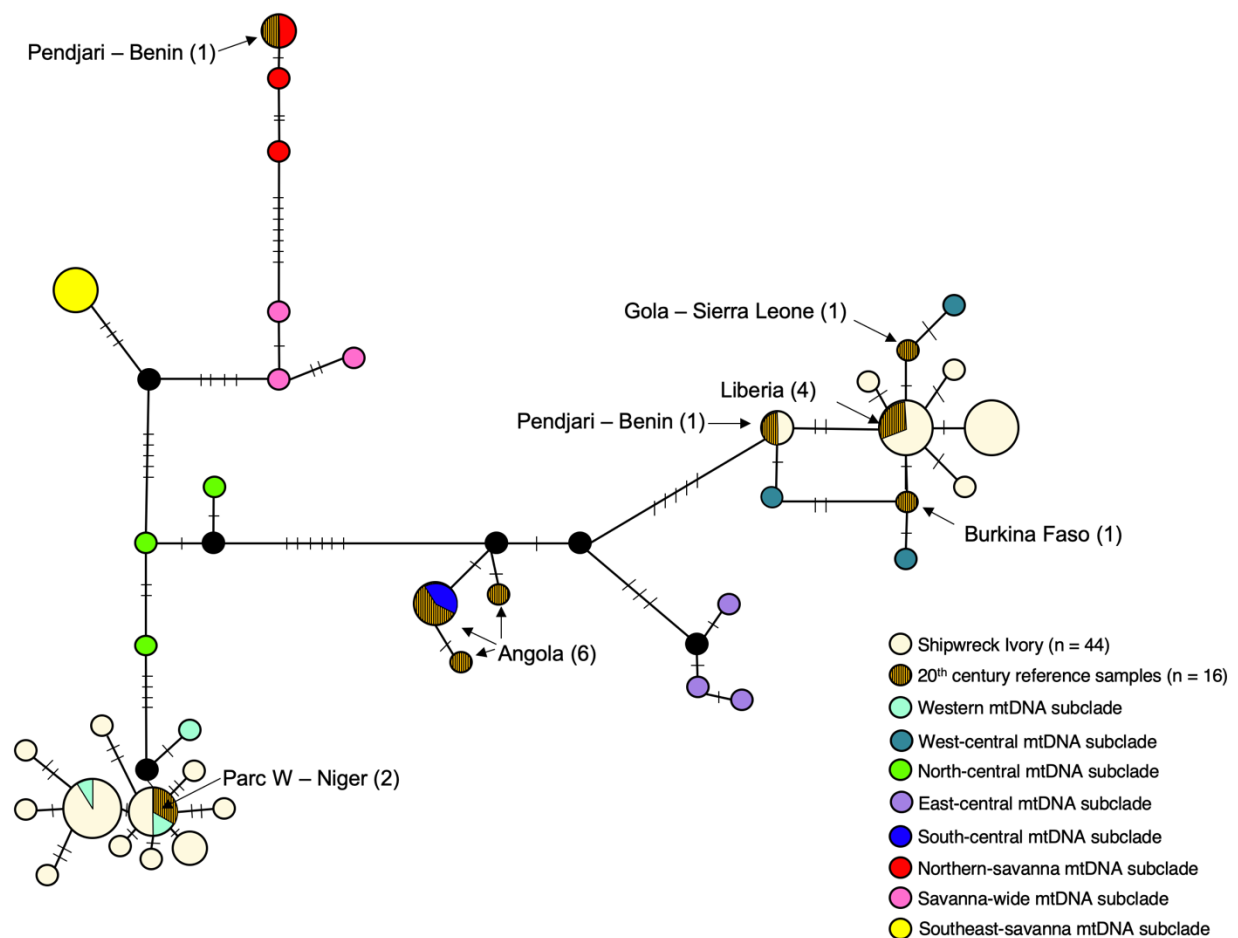 Pendjari – Benin (1)
Gola – Sierra Leone (1)
Liberia (4)
Pendjari – Benin (1)
Burkina Faso (1)
Angola (6)
Parc W – Niger (2)
Shipwreck Ivory (n = 44)
20th century reference samples (n = 16)
Western mtDNA subclade
West-central mtDNA subclade
North-central mtDNA subclade
East-central mtDNA subclade
South-central mtDNA subclade
Northern-savanna mtDNA subclade
Savanna-wide mtDNA subclade
Southeast-savanna mtDNA subclade